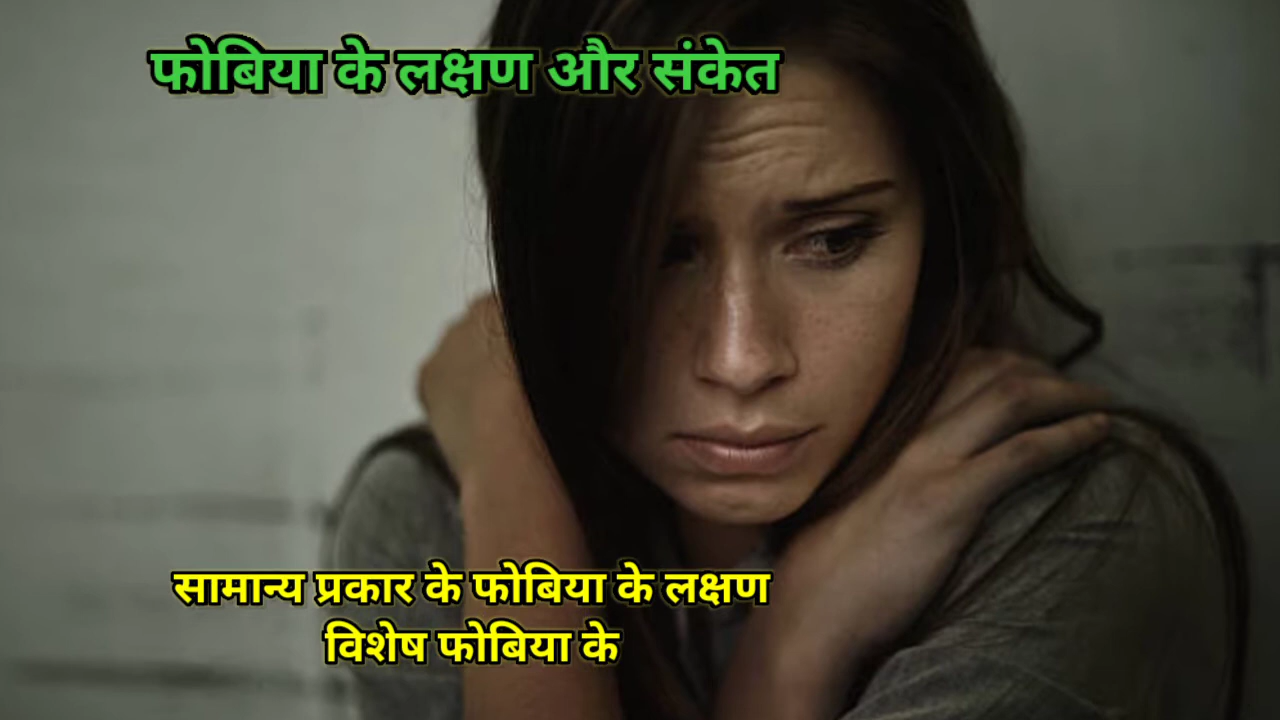 फोबिया के लक्षण और संकेत
सामान्य प्रकार के फोबिया के लक्षण
विशेष फोबिया के